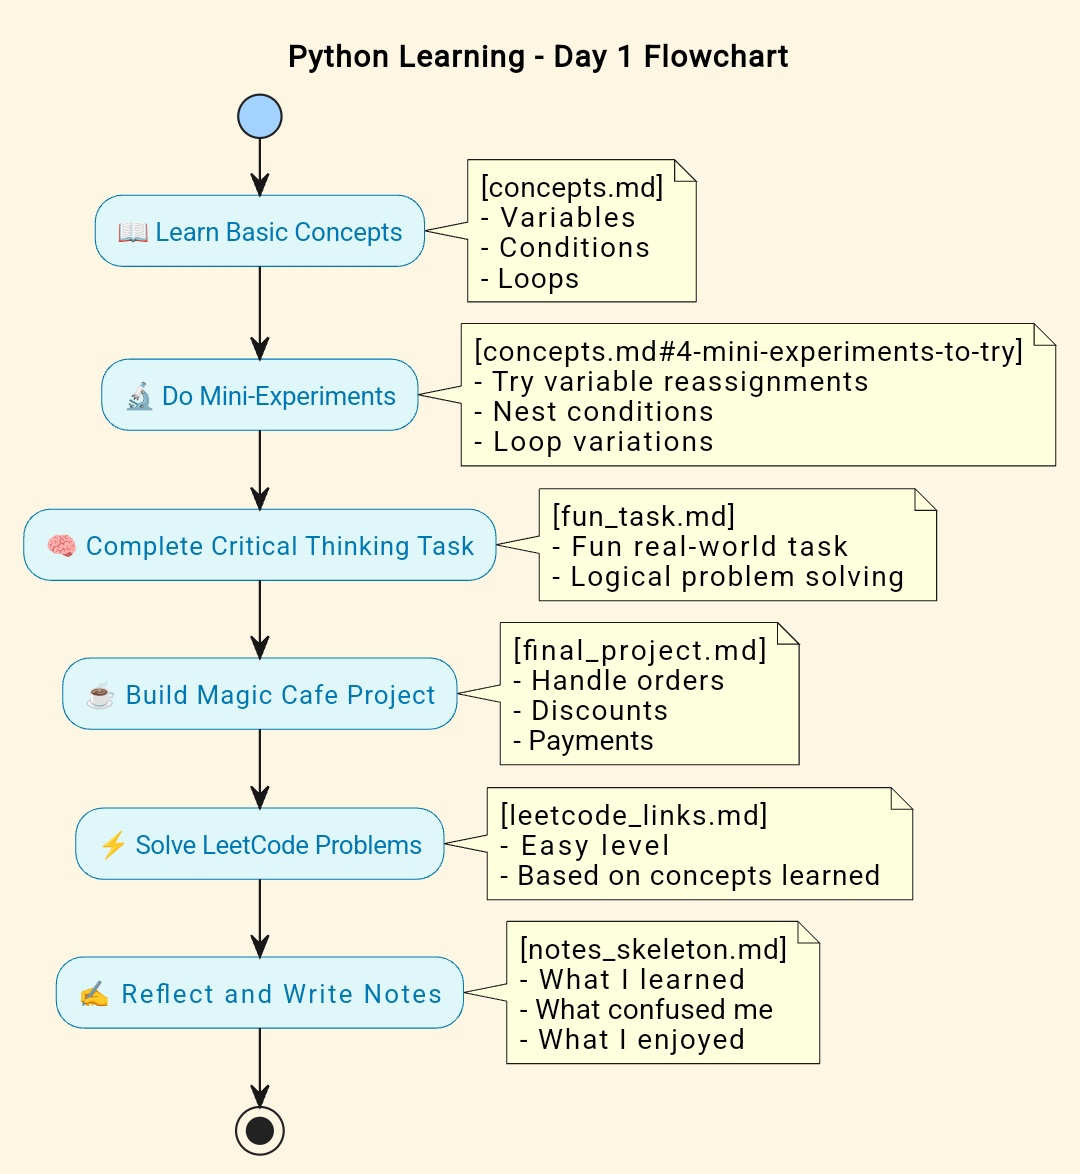 Python Learning - Day 1 Flowchart
📖 Learn Basic Concepts
[concepts.md]
- Variables
- Conditions
- Loops
🔬 Do Mini-Experiments
[concepts.md#4-mini-experiments-to-try]
- Try variable reassignments
- Nest conditions
- Loop variations
🧠 Complete Critical Thinking Task
[fun_task.md]
- Fun real-world task
- Logical problem solving
☕ Build Magic Cafe Project
[final_project.md]
- Handle orders
- Discounts
- Payments
⚡ Solve LeetCode Problems
[leetcode_links.md]
- Easy level
- Based on concepts learned
✍️ Reflect and Write Notes
[notes_skeleton.md]
- What I learned
- What confused me
- What I enjoyed